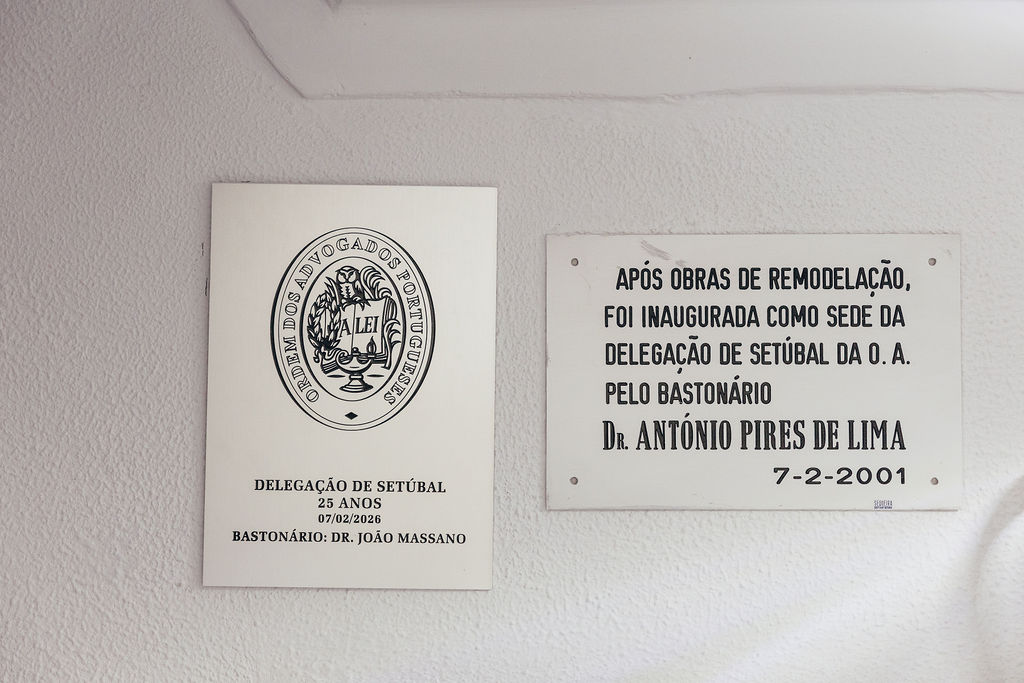 ORDEM DOS ADVOGADOS PORTUGUESES
A LEI
DELEGAÇÃO DE SETÚBAL
25 ANOS
07/02/2026
BASTONÁRIO: DR. JOÃO MASSANO
APÓS OBRAS DE REMODELAÇÃO,
FOI INAUGURADA COMO SEDE DA
DELEGAÇÃO DE SETÚBAL DA O. A.
PELO BASTONÁRIO
DR. ANTÓNIO PIRES DE LIMA
7-2-2001